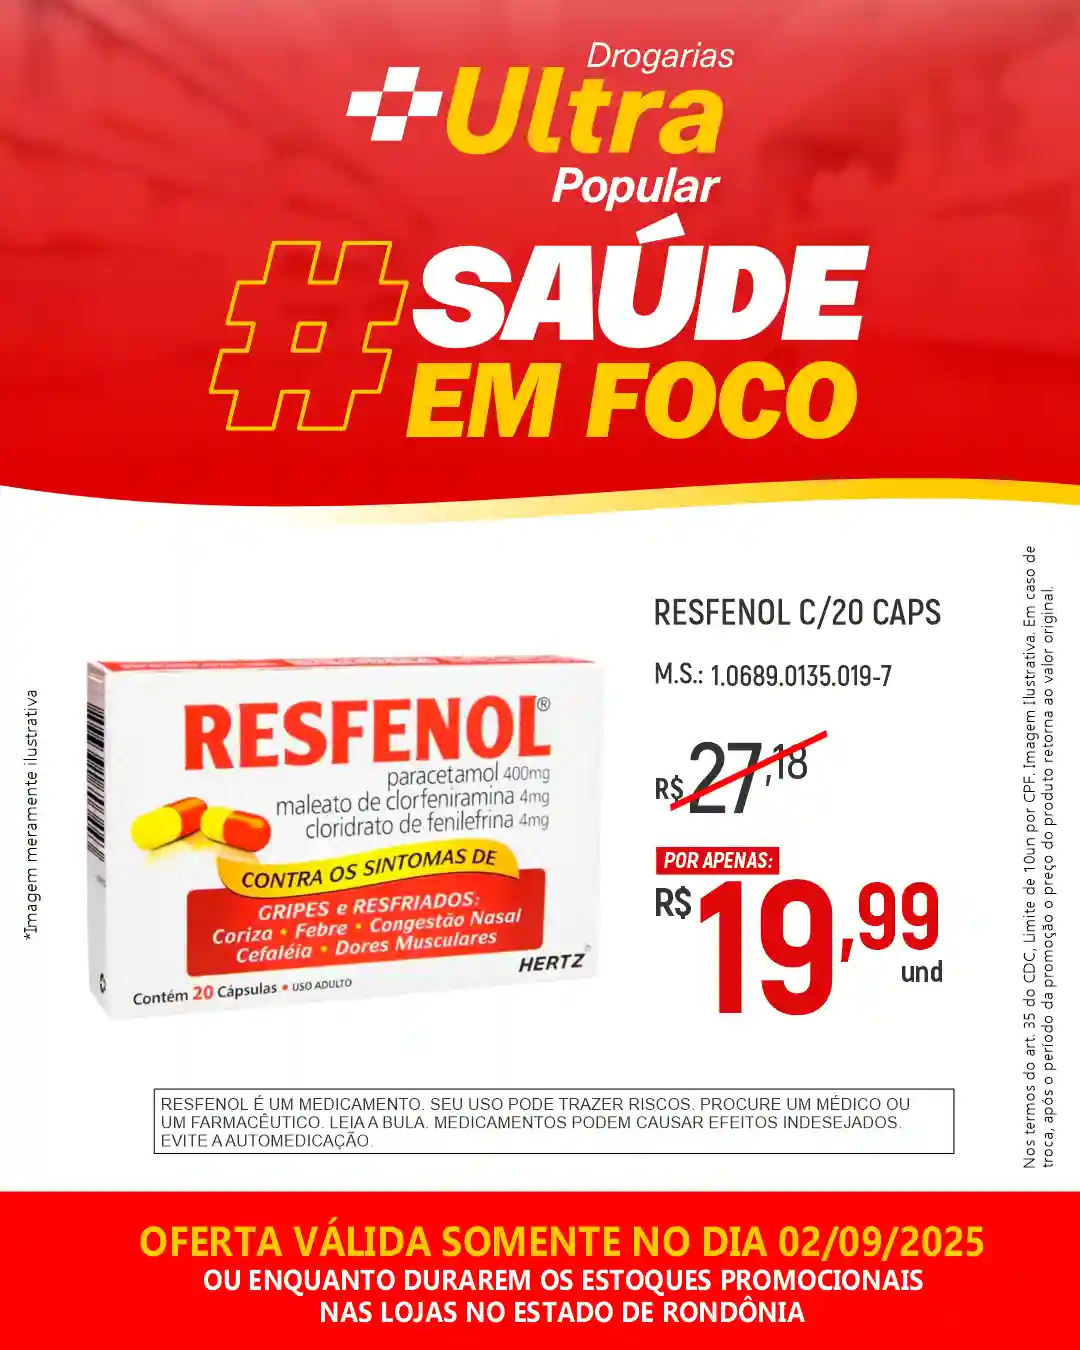 Drogarias
Ultra
Popular
#SAÚDE
EM FOCO
RESFENOL C/20 CAPS
M.S.: 1.0689.0135.019-7
R$ 27,18
POR APENAS:
R$ 19,99
und
RESFENOL®
paracetamol 400mg
maleato de clorfeniramina 4mg
cloridrato de fenilefrina 4mg
CONTRA OS SINTOMAS DE
GRIPES e RESFRIADOS:
Coriza • Febre • Congestão Nasal
Cefaléia • Dores Musculares
HERTZ
Contém 20 Cápsulas • USO ADULTO
*Imagem meramente ilustrativa
Nos termos do art. 35 do CDC, Limite de 10un por CPF. Imagem Ilustrativa. Em caso de
troca, após o período da promoção o preço do produto retorna ao valor original.
RESFENOL É UM MEDICAMENTO. SEU USO PODE TRAZER RISCOS. PROCURE UM MÉDICO OU
UM FARMACÊUTICO. LEIA A BULA. MEDICAMENTOS PODEM CAUSAR EFEITOS INDESEJADOS.
EVITE A AUTOMEDICAÇÃO.
OFERTA VÁLIDA SOMENTE NO DIA 02/09/2025
OU ENQUANTO DURAREM OS ESTOQUES PROMOCIONAIS
NAS LOJAS NO ESTADO DE RONDÔNIA